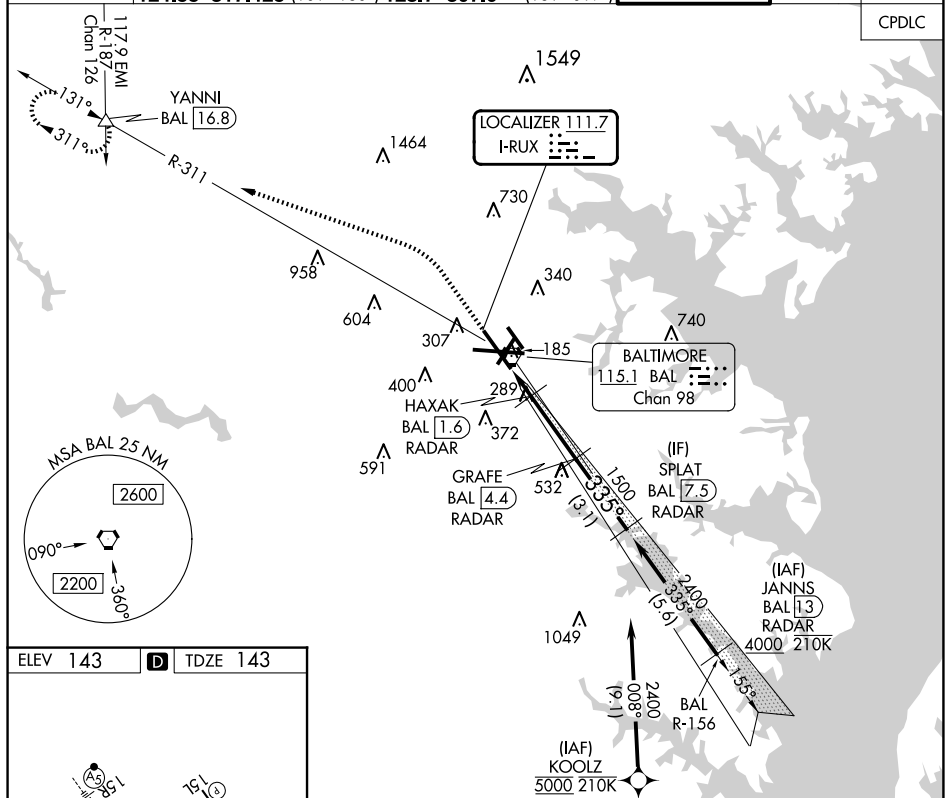 CPDLC
117.9 EMI
R-187
Chan 126
131°
311°
YANNI
BAL 16.8
R-311
1549
1464
LOCALIZER 111.7
I-RUX
730
958
604
340
307
740
185
BALTIMORE
115.1 BAL
Chan 98
400
289
HAXAK
BAL 1.6
RADAR
372
591
GRAFE
BAL 4.4
RADAR
532
1500
335°
(3.1)
(IF)
SPLAT
BAL 7.5
RADAR
MSA BAL 25 NM
2600
090°
2200
360°
2400
335°
(5.6)
(IAF)
JANNS
BAL 13
RADAR
4000 210K
155°
BAL
R-156
1049
2400
008°
(9.1)
(IAF)
KOOLZ
5000 210K
ELEV 143 D TDZE 143
A5
15R
15L
P